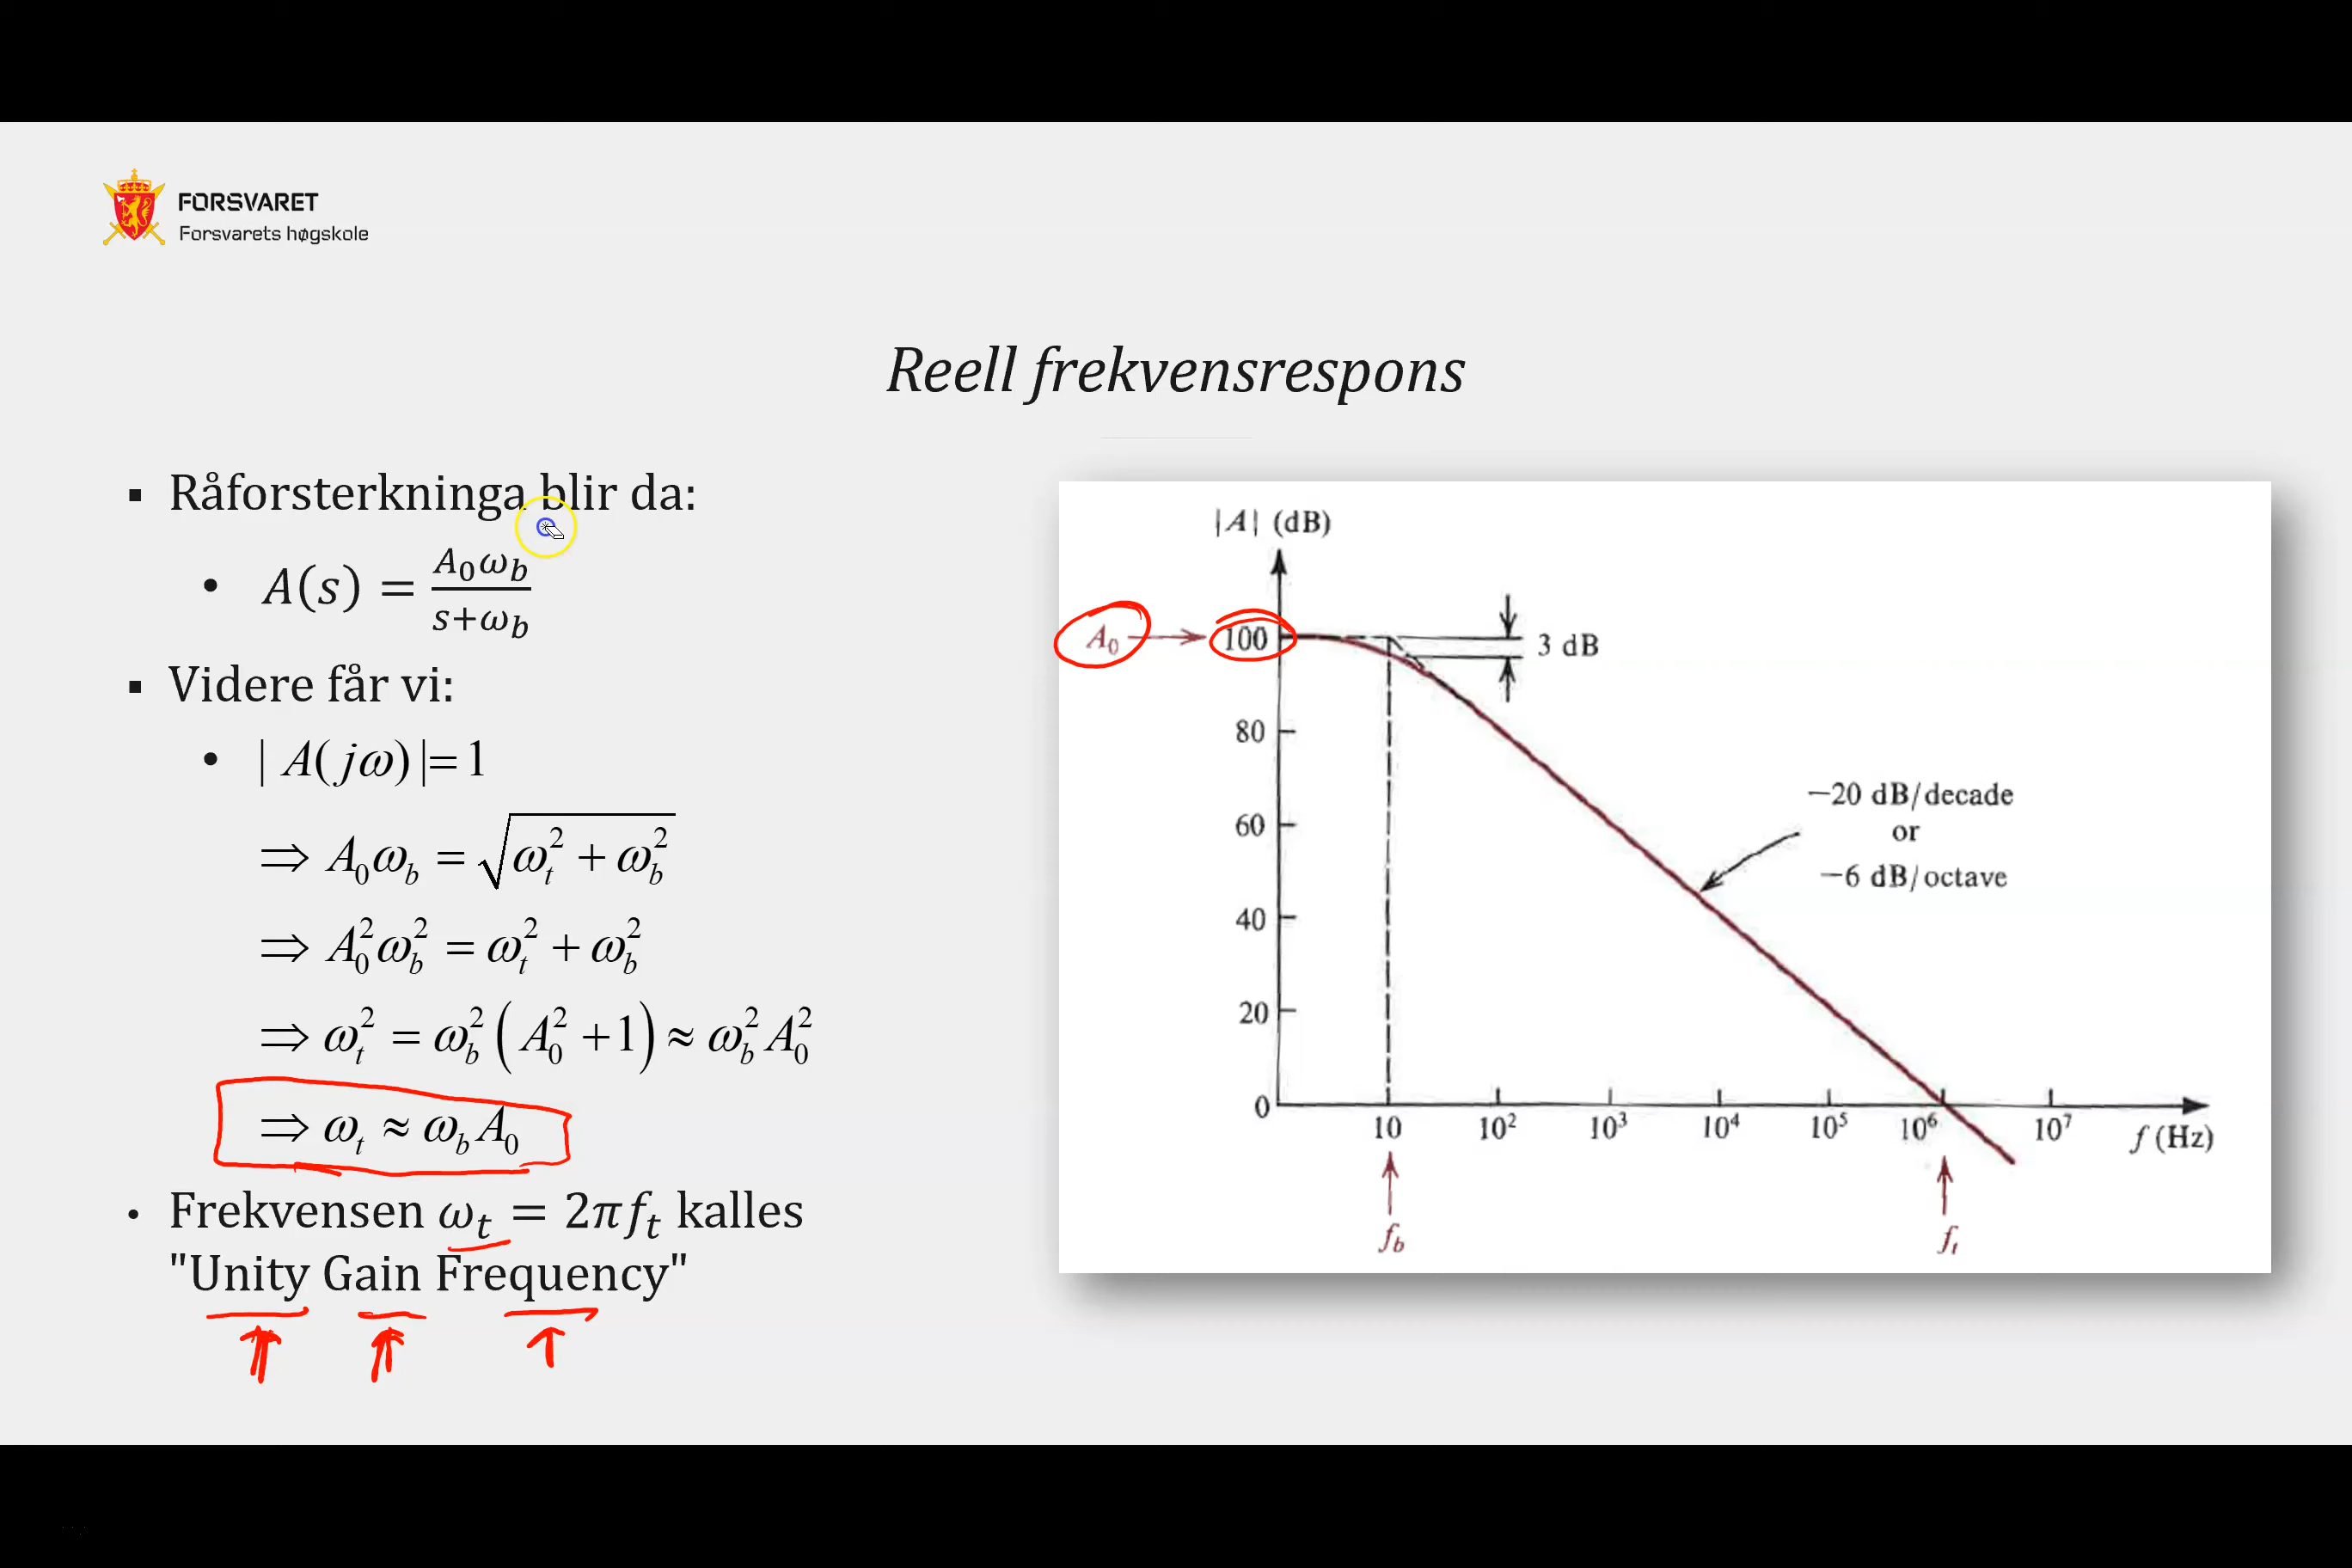 FORSVARET
Forsvarets høgskole
Reell frekvensrespons
▪ Råforsterkninga blir da:
• A(s) = A₀ω_b / (s+ω_b)
▪ Videre får vi:
• | A(jω) |= 1
⇒ A₀ω_b = √(ω_t² + ω_b²)
⇒ A₀²ω_b² = ω_t² + ω_b²
⇒ ω_t² = ω_b² (A₀² + 1) ≈ ω_b² A₀²
⇒ ω_t ≈ ω_b A₀
• Frekvensen ω_t = 2πf_t kalles
"Unity Gain Frequency"
|A| (dB)
A₀
100
3 dB
80
60
−20 dB/decade
or
−6 dB/octave
40
20
0
10 10² 10³ 10⁴ 10⁵ 10⁶ 10⁷ f (Hz)
f_b
f_t